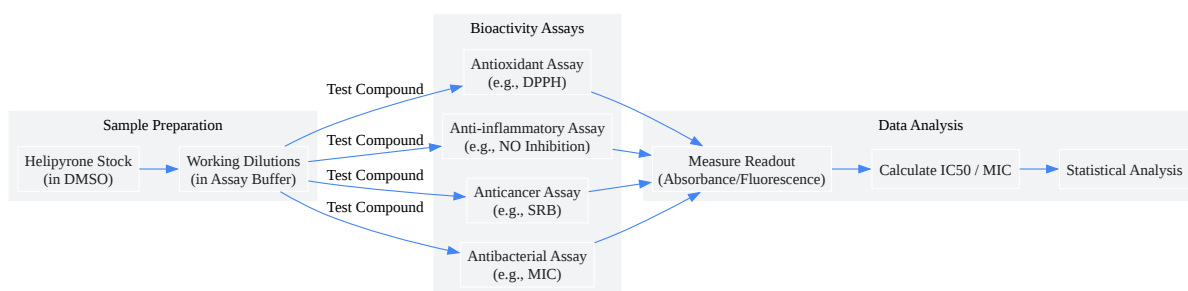 Sample Preparation
Helipyrone Stock
(in DMSO)
Working Dilutions
(in Assay Buffer)
Test Compound
Test Compound
Test Compound
Test Compound
Bioactivity Assays
Antioxidant Assay
(e.g., DPPH)
Anti-inflammatory Assay
(e.g., NO Inhibition)
Anticancer Assay
(e.g., SRB)
Antibacterial Assay
(e.g., MIC)
Data Analysis
Measure Readout
(Absorbance/Fluorescence)
Calculate IC50 / MIC
Statistical Analysis